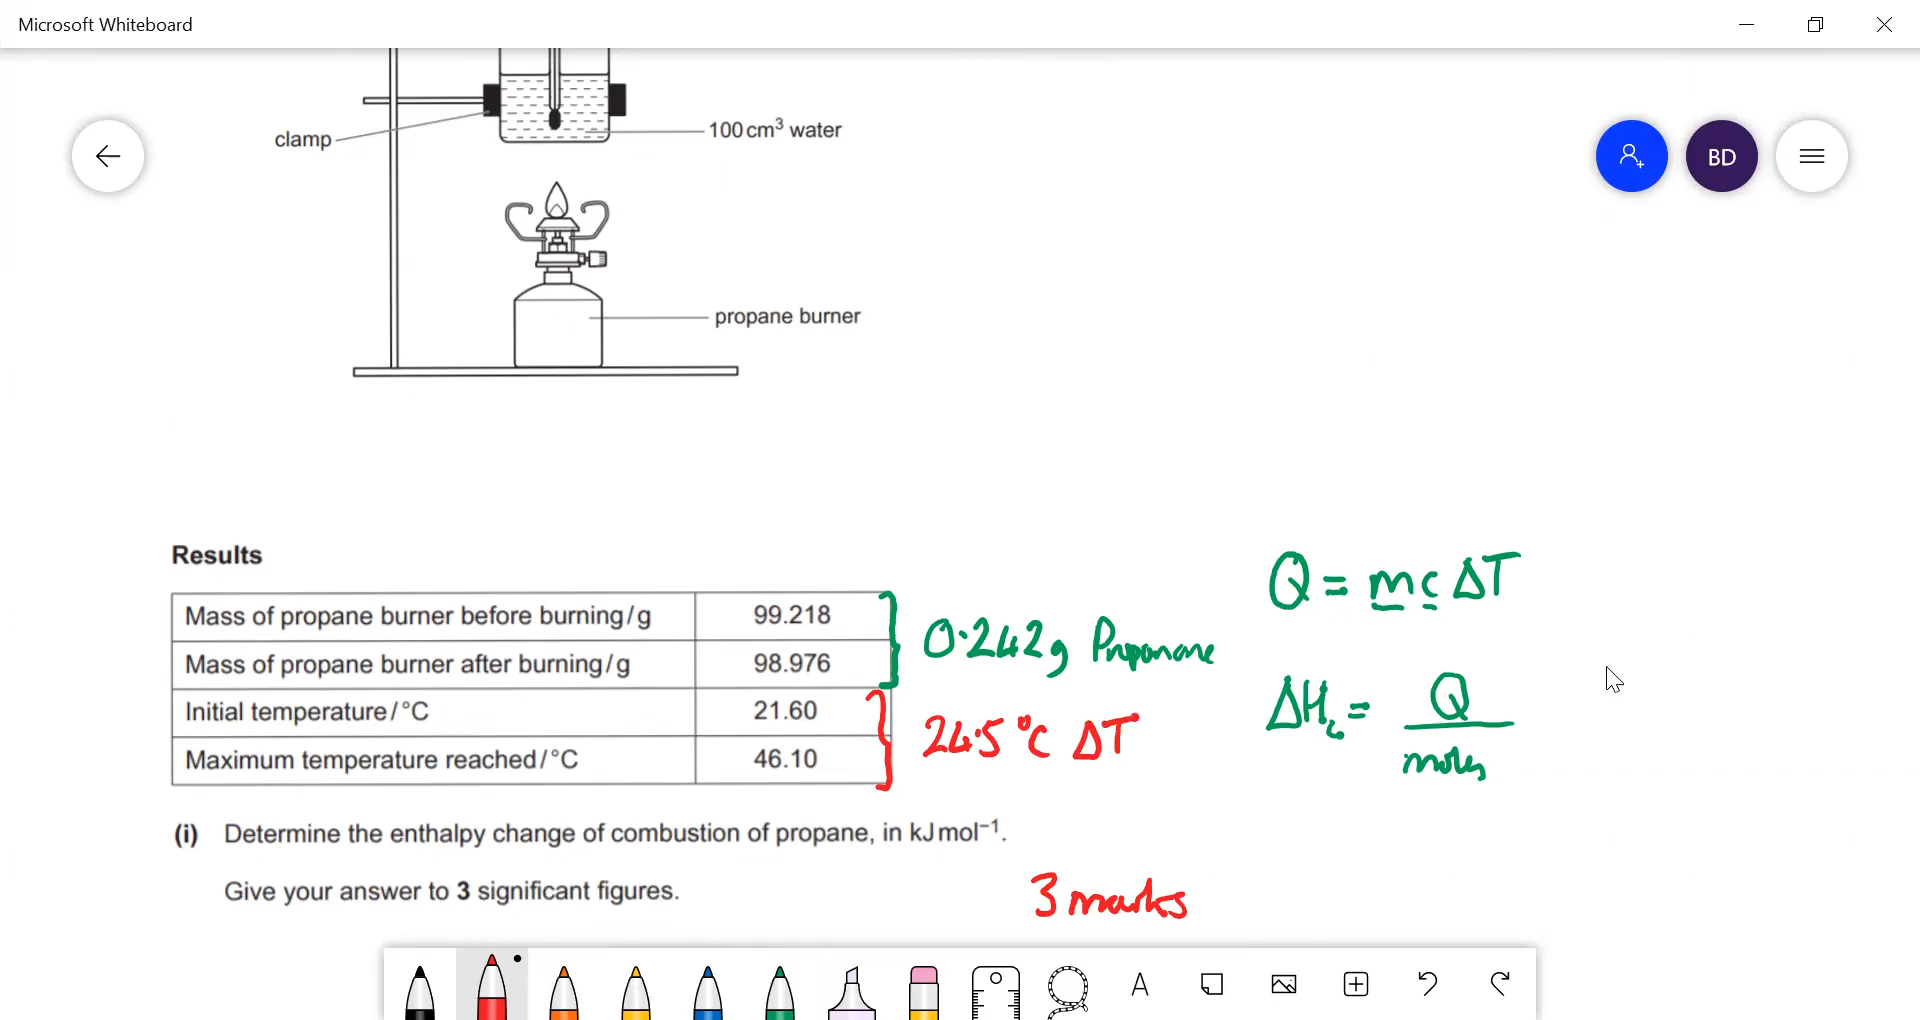 Microsoft Whiteboard
100 cm³ water
clamp
BD
propane burner
Results
Mass of propane burner before burning/g 99.218
Mass of propane burner after burning/g 98.976
Initial temperature/°C 21.60
Maximum temperature reached/°C 46.10
0.242g Proponane
24.5°C ΔT
Q = mcΔT
ΔHc = Q
moles
(i) Determine the enthalpy change of combustion of propane, in kJ mol⁻¹.
Give your answer to 3 significant figures.
3 marks
A